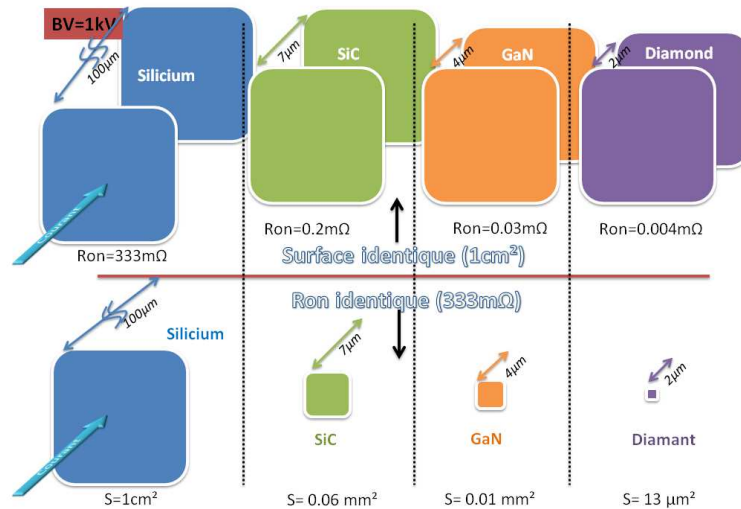 BV=1kV
100µm
Silicium
7µm
SiC
4µm
GaN
2µm
Diamond
Courant
Ron=333mΩ
Ron=0.2mΩ
Ron=0.03mΩ
Ron=0.004mΩ
Surface identique (1cm²)
Ron identique (333mΩ)
100µm
Silicium
7µm
4µm
2µm
Courant
SiC
GaN
Diamant
S=1cm²
S= 0.06 mm²
S= 0.01 mm²
S= 13 µm²